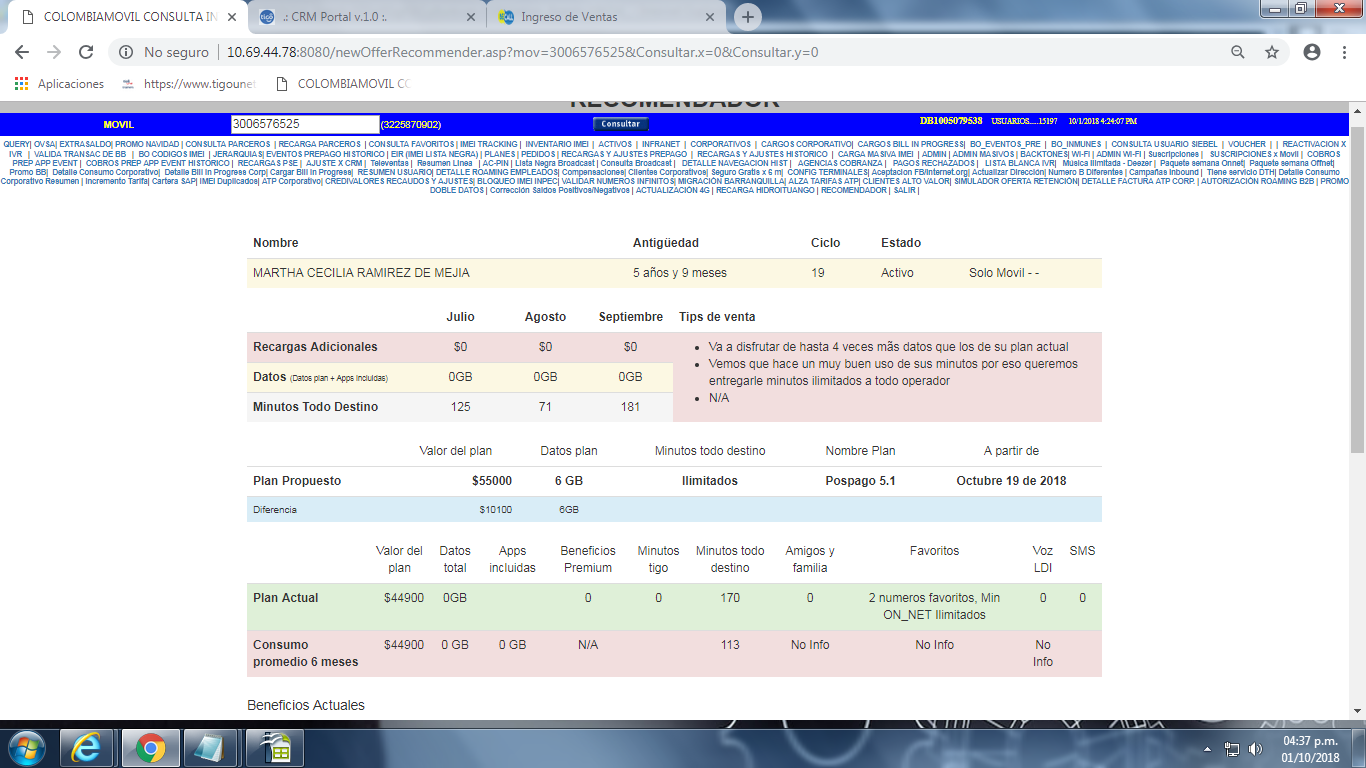 COLOMBIAMOVIL CONSULTA IN
.: CRM Portal v.1.0 :.
Ingreso de Ventas
No seguro
10.69.44.78:8080/newOfferRecommender.asp?mov=3006576525&Consultar.x=0&Consultar.y=0
Aplicaciones
https://www.tigounet
COLOMBIAMOVIL CO
RECOMENDADOR
MOVIL 3006576525 (3225870902) Consultar DB1005079538 USUARIOS....15197 10/1/2018 4:24:07 PM
QUERY| OVSA| EXTRASALDO| PROMO NAVIDAD | CONSULTA PARCEROS | RECARGA PARCEROS | CONSULTA FAVORITOS | IMEI TRACKING | INVENTARIO IMEI | ACTIVOS | INFRANET | CORPORATIVOS | CARGOS CORPORATIVO| CARGOS BILL IN PROGRESS| BO_EVENTOS_PRE | BO_INMUNES | CONSULTA USUARIO SIEBEL | VOUCHER | | REACTIVACION X
IVR | VALIDA TRANSAC DE BB | BO CODIGOS IMEI | JERARQUIAS| EVENTOS PREPAGO HISTORICO | EIR (IMEI LISTA NEGRA) | PLANES | PEDIDOS | RECARGAS Y AJUSTES PREPAGO | RECARGAS Y AJUSTES HISTORICO | CARGA MASIVA IMEI | ADMIN | ADMIN MASIVOS | BACKTONES| WI-FI | ADMIN WI-FI | Suscripciones | SUSCRIPCIONES x Movil | COBROS
PREP APP EVENT | COBROS PREP APP EVENT HISTORICO | RECARGAS PSE | AJUSTE X CRM | Televentas | Resumen Linea | AC-PIN | Lista Negra Broadcast | Consulta Broadcast | DETALLE NAVEGACION HIST | AGENCIAS COBRANZA | PAGOS RECHAZADOS | LISTA BLANCA IVR| Musica Ilimitada - Deezer | Paquete semana Onnet| Paquete semana Offnet|
Promo BB| Detalle Consumo Corporativo| Detalle Bill In Progress Corp| Cargar Bill In Progress| RESUMEN USUARIO| DETALLE ROAMING EMPLEADOS| Compensaciones| Clientes Corporativos| Seguro Gratis x 6 m| CONFIG TERMINALES| Aceptacion FB/Internet.org| Actualizar Dirección| Numero B Diferentes | Campañas Inbound | Tiene servicio DTH| Detalle Consumo
Corporativo Resumen | Incremento Tarifa| Cartera SAP| IMEI Duplicados| ATP Corporativo| CREDIVALORES RECAUDOS Y AJUSTES| BLOQUEO IMEI INPEC| VALIDAR NUMEROS INFINITOS| MIGRACIÓN BARRANQUILLA| ALZA TARIFAS ATP| CLIENTES ALTO VALOR| SIMULADOR OFERTA RETENCIÓN| DETALLE FACTURA ATP CORP. | AUTORIZACIÓN ROAMING B2B | PROMO
DOBLE DATOS | Corrección Saldos Positivos/Negativos | ACTUALIZACIÓN 4G | RECARGA HIDROITUANGO | RECOMENDADOR | SALIR |
Nombre Antigüedad Ciclo Estado
MARTHA CECILIA RAMIREZ DE MEJIA 5 años y 9 meses 19 Activo Solo Movil - -
Julio Agosto Septiembre Tips de venta
Recargas Adicionales $0 $0 $0
Datos (Datos plan + Apps Incluidas) 0GB 0GB 0GB
Minutos Todo Destino 125 71 181
Va a disfrutar de hasta 4 veces mãs datos que los de su plan actual
Vemos que hace un muy buen uso de sus minutos por eso queremos
entregarle minutos ilimitados a todo operador
N/A
Valor del plan Datos plan Minutos todo destino Nombre Plan A partir de
Plan Propuesto $55000 6 GB Ilimitados Pospago 5.1 Octubre 19 de 2018
Diferencia $10100 6GB
Valor del Datos Apps Beneficios Minutos Minutos todo Amigos y Favoritos Voz SMS
plan total incluidas Premium tigo destino familia LDI
Plan Actual $44900 0GB 0 0 170 0 2 numeros favoritos, Min 0 0
ON_NET Ilimitados
Consumo $44900 0 GB 0 GB N/A 113 No Info No Info No
promedio 6 meses Info
Beneficios Actuales
04:37 p.m.
01/10/2018